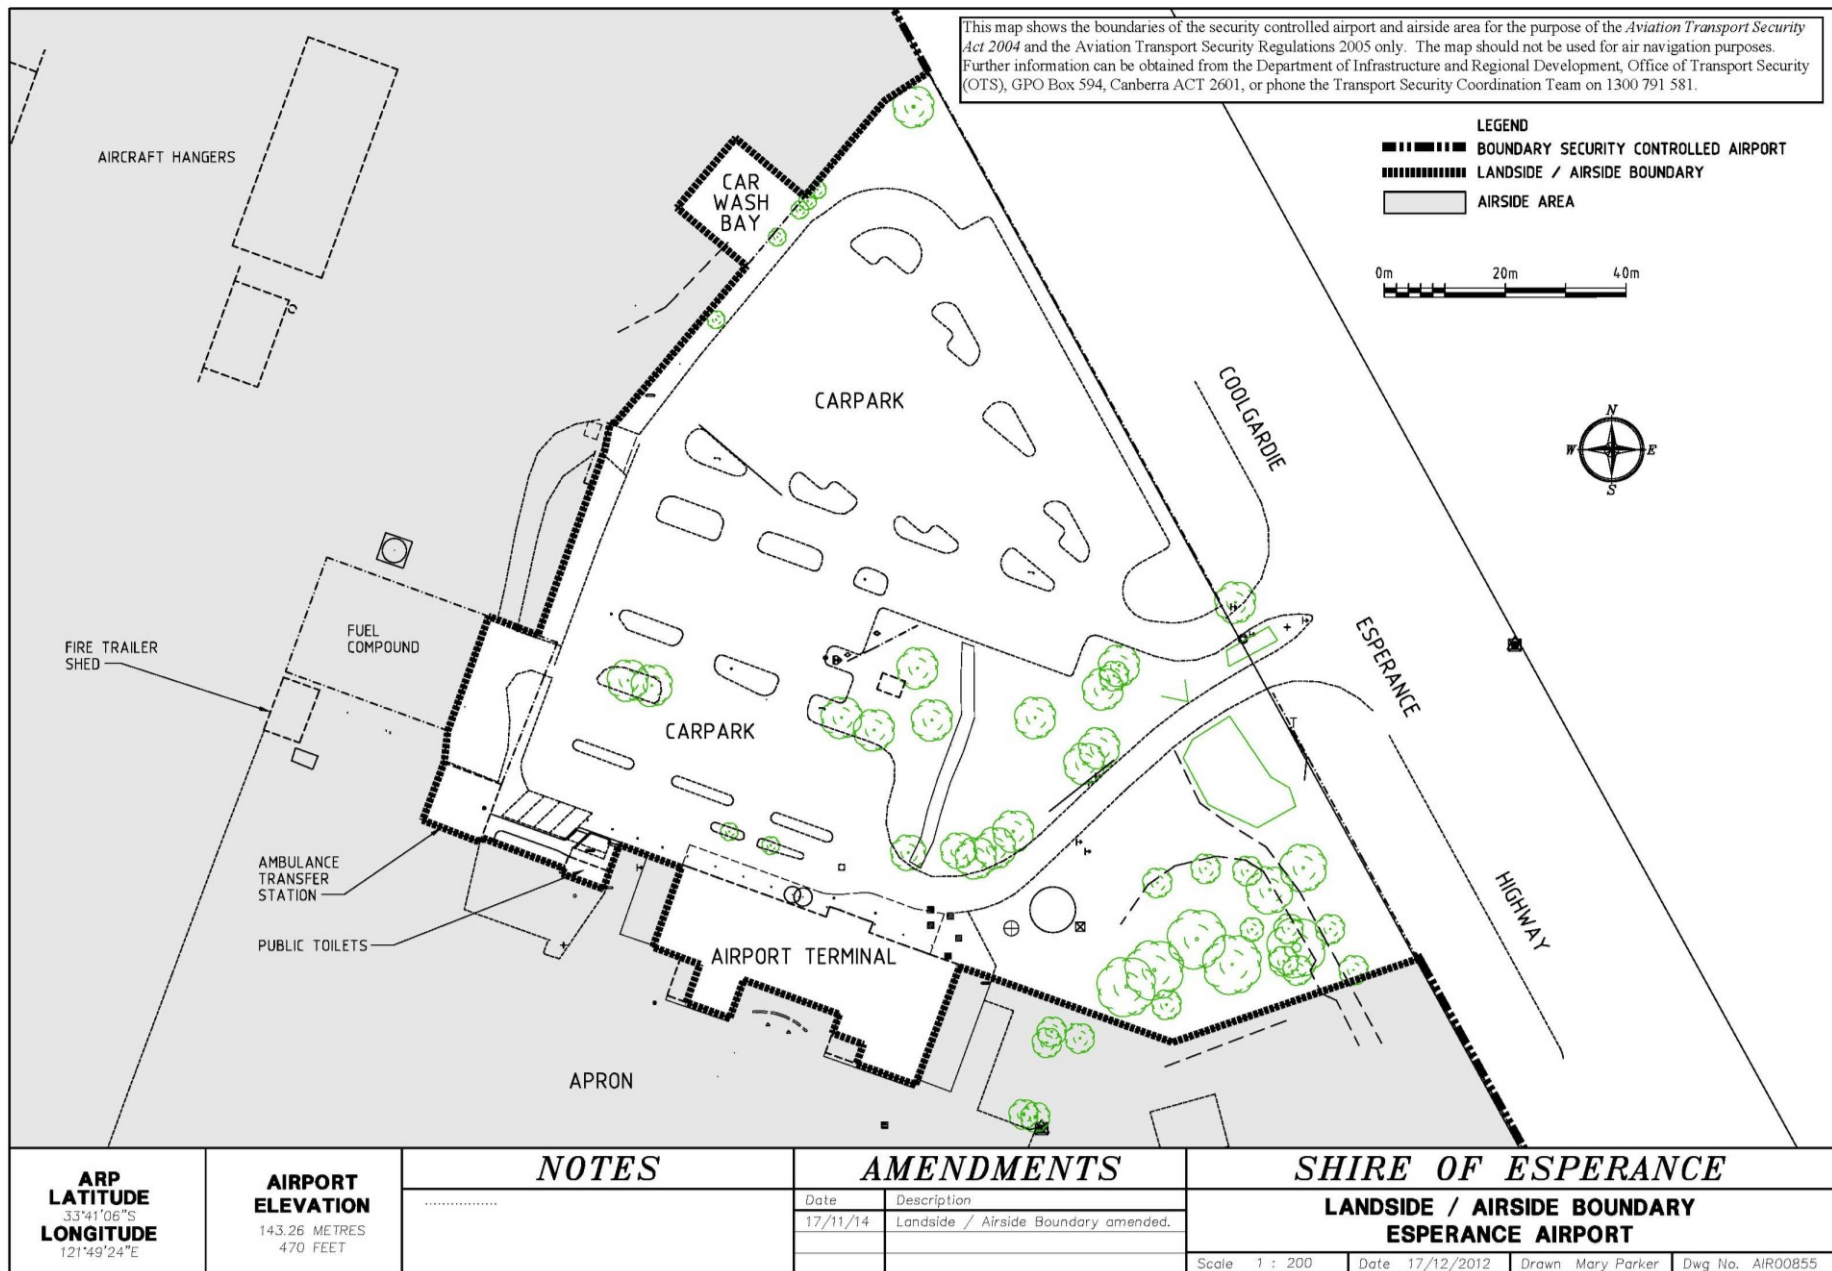 This map shows the boundaries of the security controlled airport and airside area for the purpose of the Aviation Transport Security
Act 2004 and the Aviation Transport Security Regulations 2005 only. The map should not be used for air navigation purposes.
Further information can be obtained from the Department of Infrastructure and Regional Development, Office of Transport Security
(OTS), GPO Box 594, Canberra ACT 2601, or phone the Transport Security Coordination Team on 1300 791 581.
LEGEND
BOUNDARY SECURITY CONTROLLED AIRPORT
LANDSIDE / AIRSIDE BOUNDARY
AIRSIDE AREA
0m 20m 40m
N
W E
S
AIRCRAFT HANGERS
CAR
WASH
BAY
CARPARK
COOLGARDIE
ESPERANCE
HIGHWAY
FUEL
COMPOUND
FIRE TRAILER
SHED
CARPARK
AMBULANCE
TRANSFER
STATION
PUBLIC TOILETS
AIRPORT TERMINAL
APRON
ARP
LATITUDE
33°41'06"S
LONGITUDE
121°49'24"E
AIRPORT
ELEVATION
143.26 METRES
470 FEET
NOTES
.................
AMENDMENTS
Date Description
17/11/14 Landside / Airside Boundary amended.
SHIRE OF ESPERANCE
LANDSIDE / AIRSIDE BOUNDARY
ESPERANCE AIRPORT
Scale 1 : 200 Date 17/12/2012 Drawn Mary Parker Dwg No. AIR00855